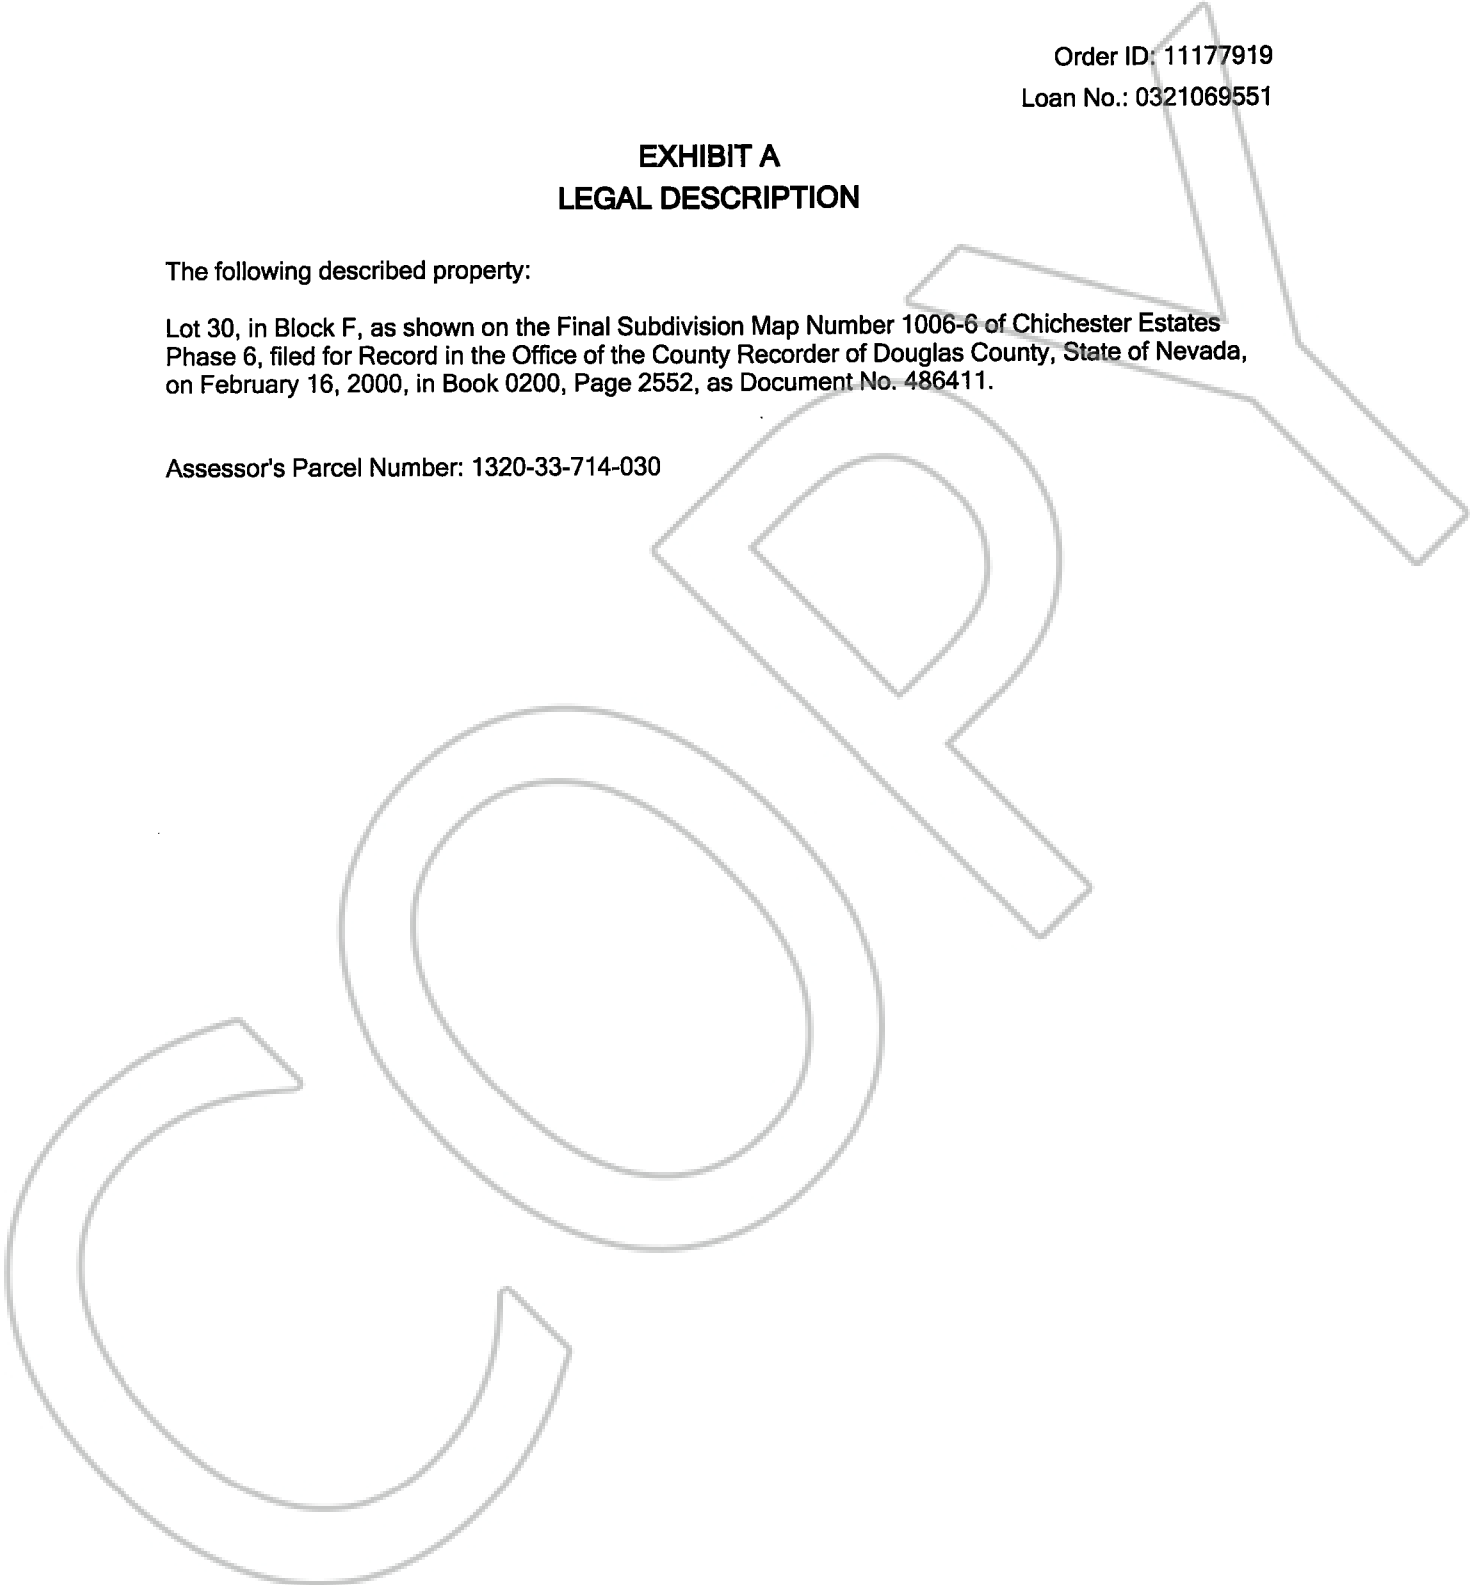 Order ID: 11177919
Loan No.: 0321069551
EXHIBIT A
LEGAL DESCRIPTION
The following described property:
Lot 30, in Block F, as shown on the Final Subdivision Map Number 1006-6 of Chichester Estates
Phase 6, filed for Record in the Office of the County Recorder of Douglas County, State of Nevada,
on February 16, 2000, in Book 0200, Page 2552, as Document No. 486411.
Assessor's Parcel Number: 1320-33-714-030
COPY